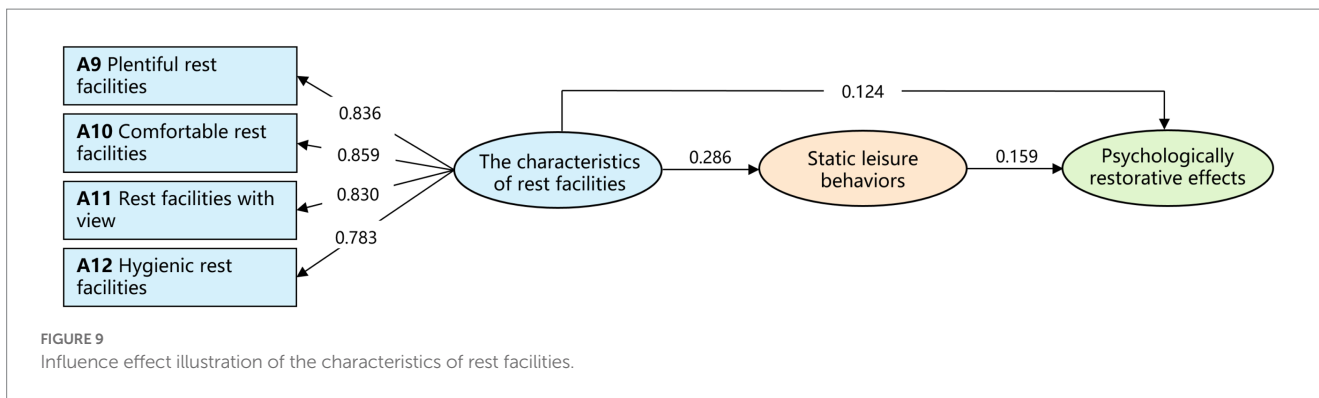 A9 Plentiful rest
facilities
A10 Comfortable rest
facilities
A11 Rest facilities with
view
A12 Hygienic rest
facilities
0.836
0.859
0.830
0.783
The characteristics
of rest facilities
0.124
0.286
Static leisure
behaviors
0.159
Psychologically
restorative effects
FIGURE 9
Influence effect illustration of the characteristics of rest facilities.